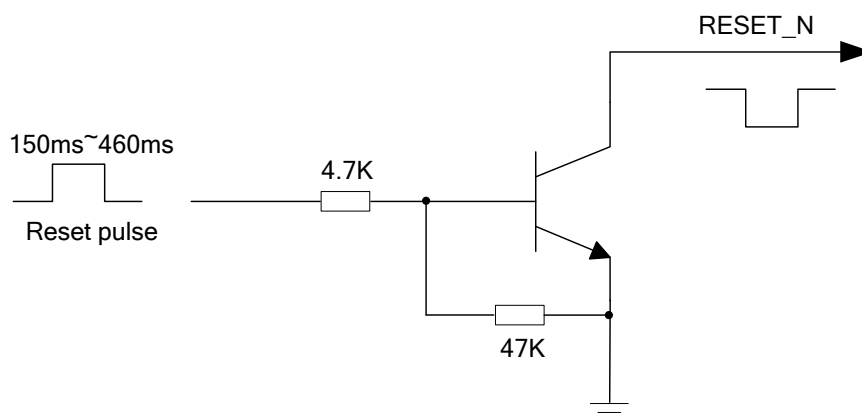 RESET_N
150ms~460ms
4.7K
Reset pulse
47K